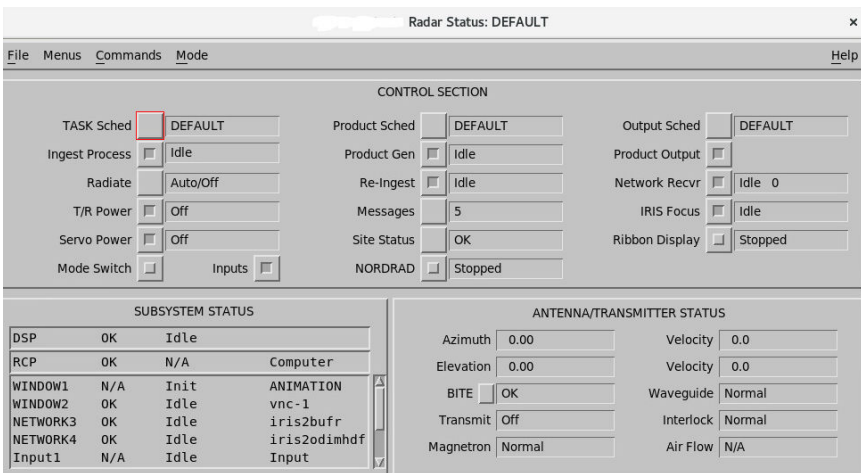 Radar Status: DEFAULT ×
File Menus Commands Mode Help
CONTROL SECTION
TASK Sched DEFAULT Product Sched DEFAULT Output Sched DEFAULT
Ingest Process Idle Product Gen Idle Product Output
Radiate Auto/Off Re-Ingest Idle Network Recvr Idle 0
T/R Power Off Messages 5 IRIS Focus Idle
Servo Power Off Site Status OK Ribbon Display Stopped
Mode Switch Inputs NORDRAD Stopped
SUBSYSTEM STATUS
DSP OK Idle
RCP OK N/A Computer
WINDOW1 N/A Init ANIMATION
WINDOW2 OK Idle vnc-1
NETWORK3 OK Idle iris2bufr
NETWORK4 OK Idle iris2odimhdf
Input1 N/A Idle Input
ANTENNA/TRANSMITTER STATUS
Azimuth 0.00 Velocity 0.0
Elevation 0.00 Velocity 0.0
BITE OK Waveguide Normal
Transmit Off Interlock Normal
Magnetron Normal Air Flow N/A